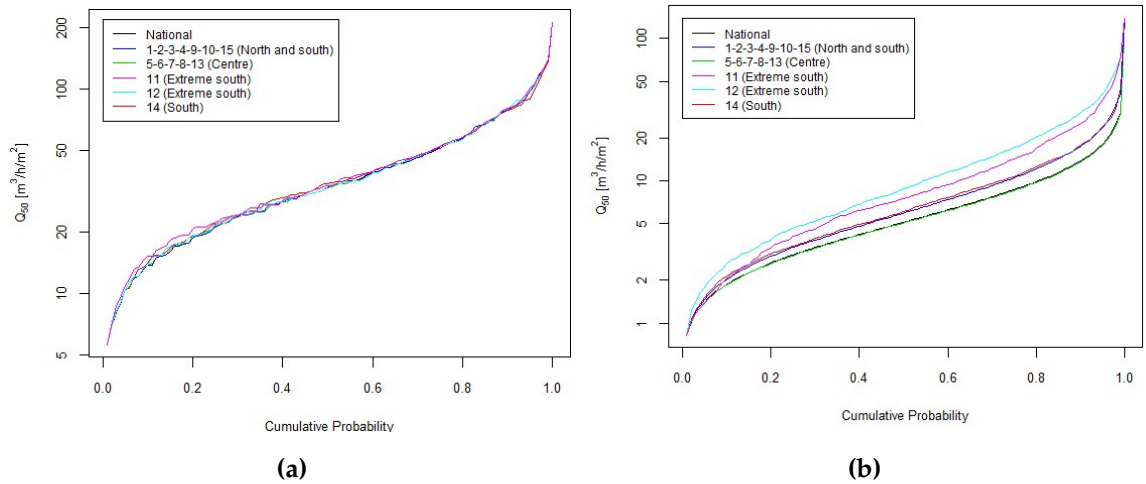 National
1-2-3-4-9-10-15 (North and south)
5-6-7-8-13 (Centre)
11 (Extreme south)
12 (Extreme south)
14 (South)
Q50 [m³/h/m²]
200
100
50
20
10
5
0.0 0.2 0.4 0.6 0.8 1.0
Cumulative Probability
(a)
National
1-2-3-4-9-10-15 (North and south)
5-6-7-8-13 (Centre)
11 (Extreme south)
12 (Extreme south)
14 (South)
Q50 [m³/h/m²]
100
50
20
10
5
2
1
0.0 0.2 0.4 0.6 0.8 1.0
Cumulative Probability
(b)